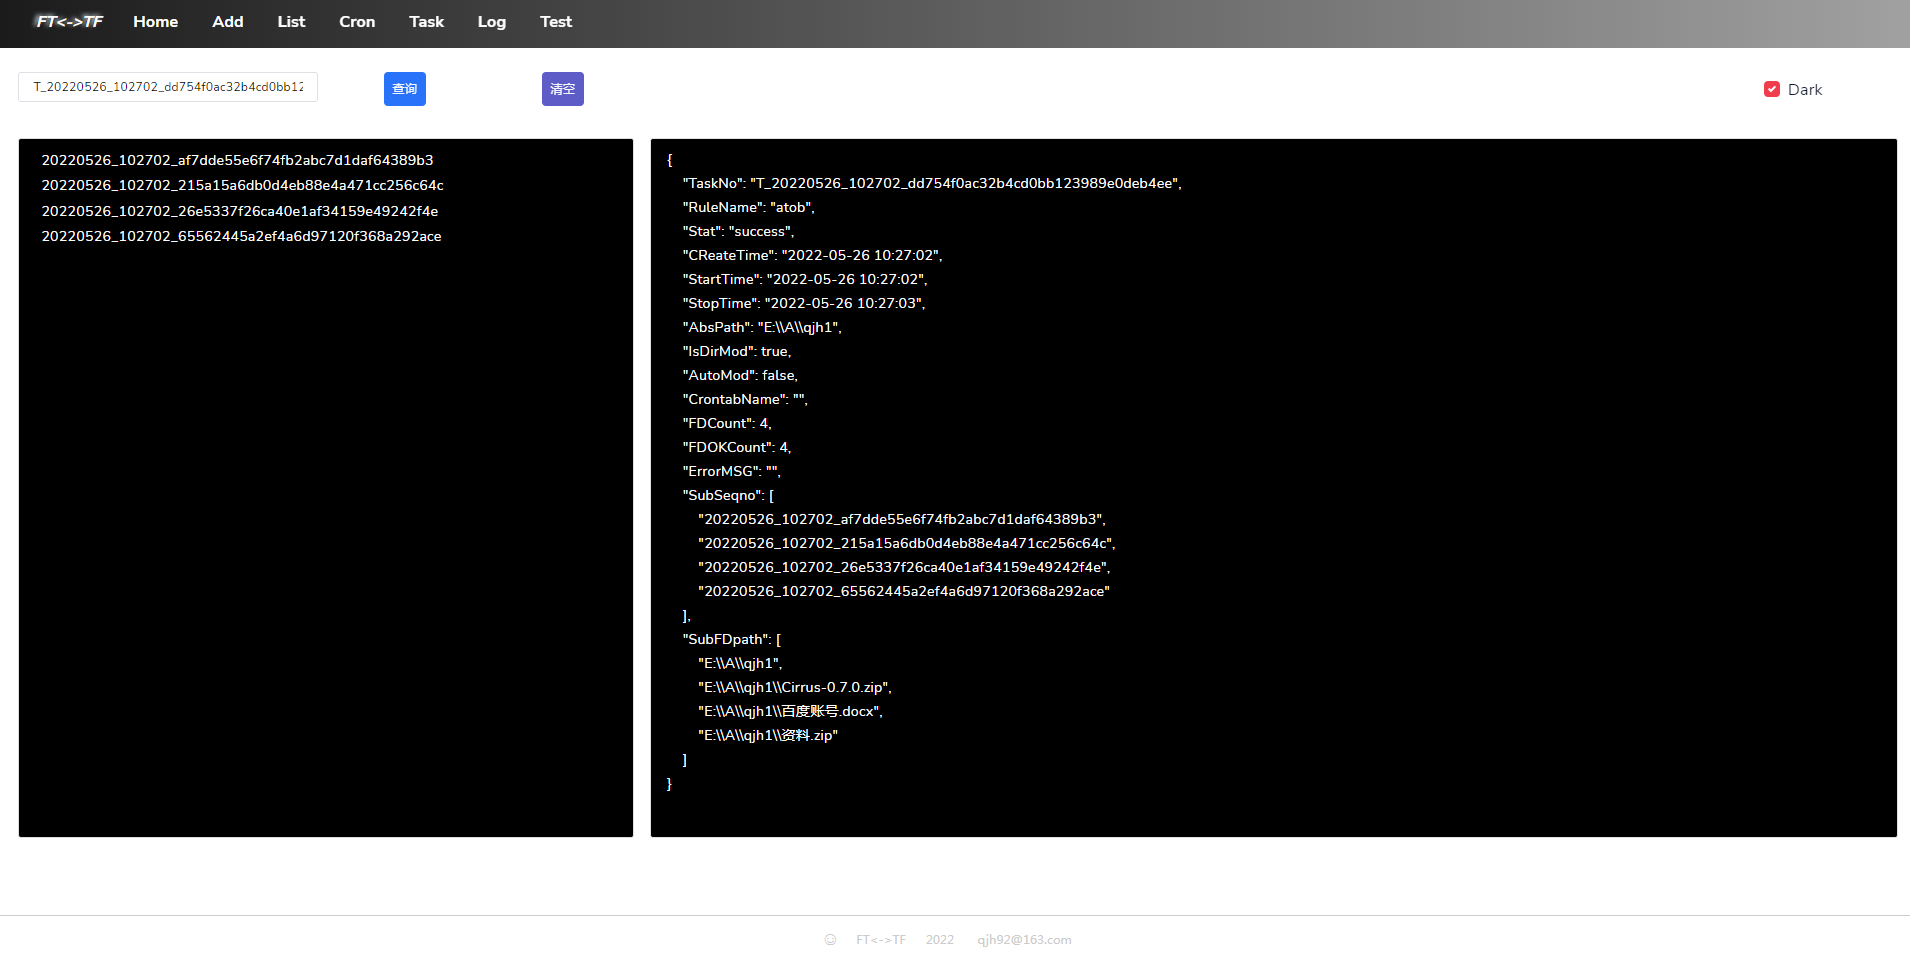 FT<->TF Home Add List Cron Task Log Test
T_20220526_102702_dd754f0ac32b4cd0bb12 查询 清空 Dark
20220526_102702_af7dde55e6f74fb2abc7d1daf64389b3
20220526_102702_215a15a6db0d4eb88e4a471cc256c64c
20220526_102702_26e5337f26ca40e1af34159e49242f4e
20220526_102702_65562445a2ef4a6d97120f368a292ace
{
"TaskNo": "T_20220526_102702_dd754f0ac32b4cd0bb123989e0deb4ee",
"RuleName": "atob",
"Stat": "success",
"CReateTime": "2022-05-26 10:27:02",
"StartTime": "2022-05-26 10:27:02",
"StopTime": "2022-05-26 10:27:03",
"AbsPath": "E:\\A\\qjh1",
"IsDirMod": true,
"AutoMod": false,
"CrontabName": "",
"FDCount": 4,
"FDOKCount": 4,
"ErrorMSG": "",
"SubSeqno": [
"20220526_102702_af7dde55e6f74fb2abc7d1daf64389b3",
"20220526_102702_215a15a6db0d4eb88e4a471cc256c64c",
"20220526_102702_26e5337f26ca40e1af34159e49242f4e",
"20220526_102702_65562445a2ef4a6d97120f368a292ace"
],
"SubFDpath": [
"E:\\A\\qjh1",
"E:\\A\\qjh1\\Cirrus-0.7.0.zip",
"E:\\A\\qjh1\\百度账号.docx",
"E:\\A\\qjh1\\资料.zip"
]
}
FT<->TF 2022 qjh92@163.com